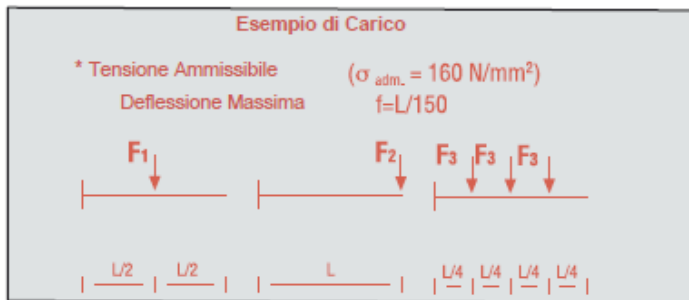 Esempio di Carico
* Tensione Ammissibile (σ adm. = 160 N/mm²)
Deflessione Massima f=L/150
F1 F2 F3 F3 F3
L/2 L/2 L L/4 L/4 L/4 L/4